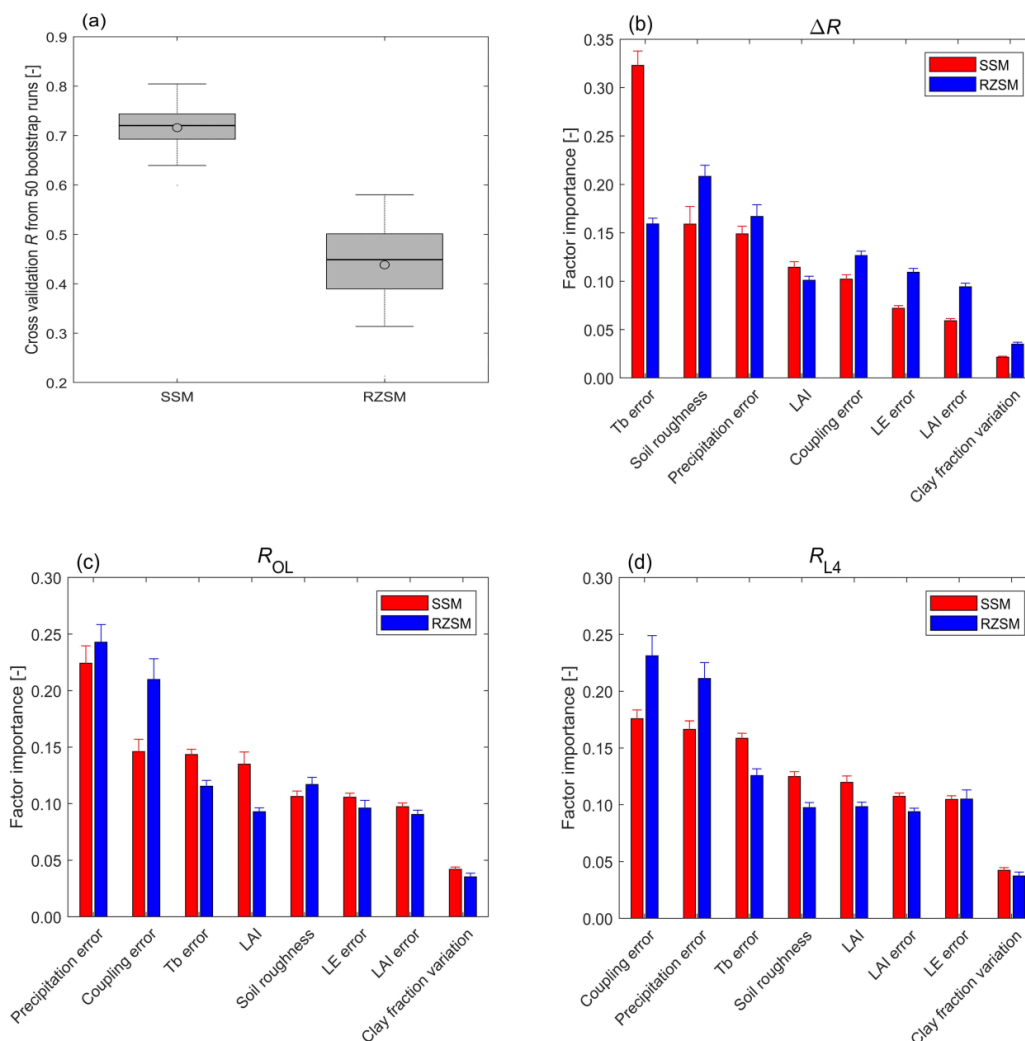 (a)
Cross validation R from 50 bootstrap runs [-]
0.9
0.8
0.7
0.6
0.5
0.4
0.3
0.2
SSM
RZSM
(b)
ΔR
Factor importance [-]
0.35
0.30
0.25
0.20
0.15
0.10
0.05
0.00
SSM
RZSM
Tb error
Soil roughness
Precipitation error
LAI
Coupling error
LE error
LAI error
Clay fraction variation
(c)
R_OL
Factor importance [-]
0.30
0.25
0.20
0.15
0.10
0.05
0.00
SSM
RZSM
Precipitation error
Coupling error
Tb error
LAI
Soil roughness
LE error
LAI error
Clay fraction variation
(d)
R_L4
Factor importance [-]
0.30
0.25
0.20
0.15
0.10
0.05
0.00
SSM
RZSM
Coupling error
Precipitation error
Tb error
Soil roughness
LAI
LAI error
LE error
Clay fraction variation